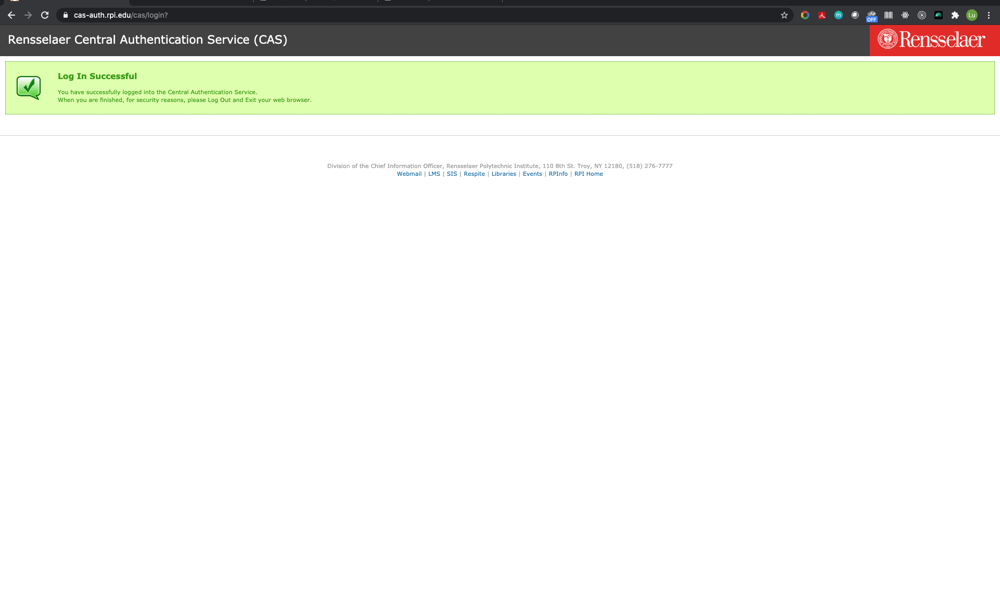 cas-auth.rpi.edu/cas/login?
m
OFF
Lu
Rensselaer Central Authentication Service (CAS)
Rensselaer
Log In Successful
You have successfully logged into the Central Authentication Service.
When you are finished, for security reasons, please Log Out and Exit your web browser.
Division of the Chief Information Officer, Rensselaer Polytechnic Institute, 110 8th St. Troy, NY 12180, (518) 276-7777
Webmail | LMS | SIS | Respite | Libraries | Events | RPInfo | RPI Home